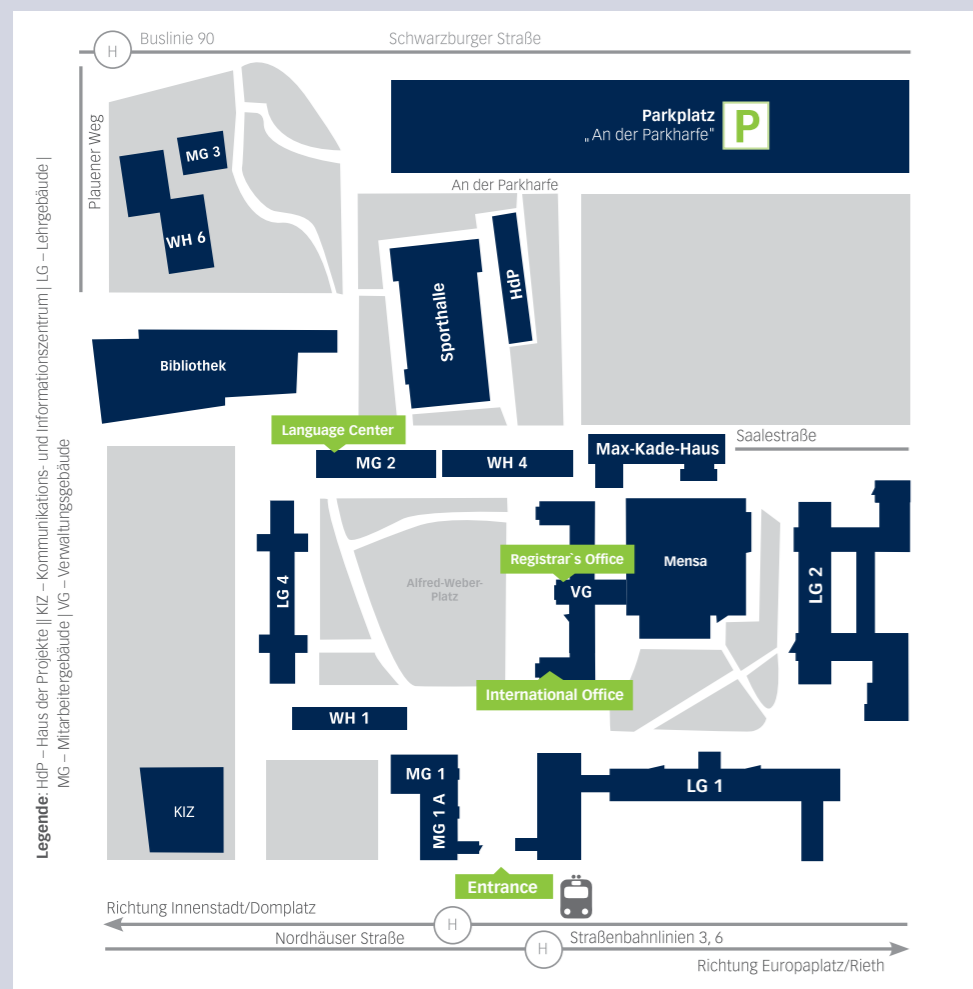 Buslinie 90
Schwarzburger Straße
H
Parkplatz
„An der Parkharfe"
P
Plauener Weg
MG 3
WH 6
An der Parkharfe
HdP
Sporthalle
Bibliothek
Language Center
MG 2
WH 4
Max-Kade-Haus
Saalestraße
LG 4
Alfred-Weber-
Platz
Registrar`s Office
VG
Mensa
LG 2
International Office
WH 1
MG 1
MG 1 A
LG 1
KIZ
Entrance
Richtung Innenstadt/Domplatz
H
Nordhäuser Straße
H
Straßenbahnlinien 3, 6
Richtung Europaplatz/Rieth
Legende: HdP – Haus der Projekte || KIZ – Kommunikations- und Informationszentrum | LG – Lehrgebäude |
MG – Mitarbeitergebäude | VG – Verwaltungsgebäude